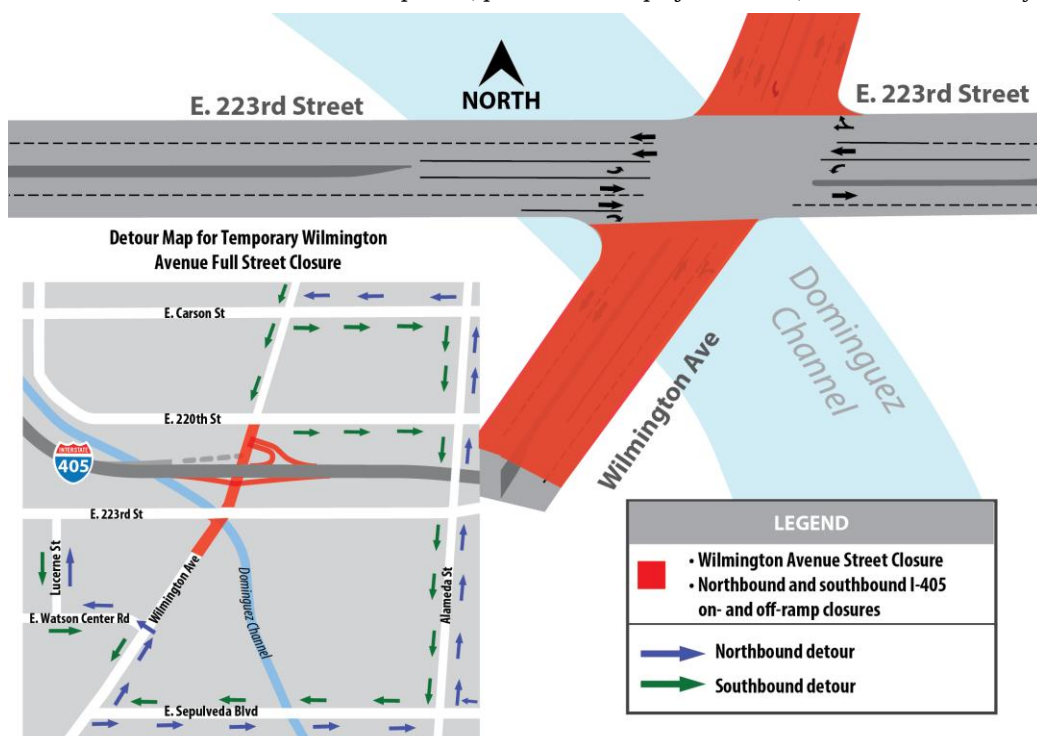 NORTH
E. 223rd Street
E. 223rd Street
Detour Map for Temporary Wilmington
Avenue Full Street Closure
E. Carson St
E. 220th St
INTERSTATE
405
E. 223rd St
Lucerne St
Wilmington Ave
E. Watson Center Rd
Dominguez Channel
Alameda St
E. Sepulveda Blvd
Wilmington Ave
Dominguez
Channel
LEGEND
• Wilmington Avenue Street Closure
• Northbound and southbound I-405
on- and off-ramp closures
Northbound detour
Southbound detour